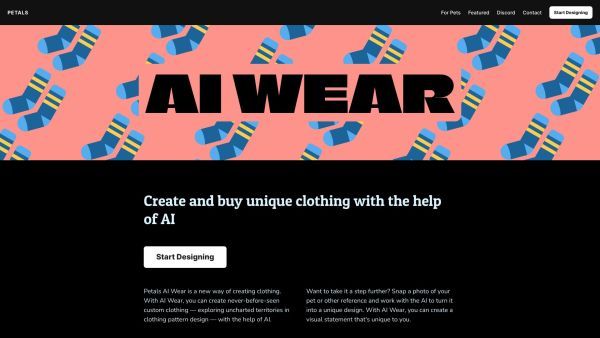 PETALS
For Pets Featured Discord Contact Start Designing
AI WEAR
Create and buy unique clothing with the help
of AI
Start Designing
Petals AI Wear is a new way of creating clothing.
With AI Wear, you can create never-before-seen
custom clothing — exploring uncharted territories in
clothing pattern design — with the help of AI.
Want to take it a step further? Snap a photo of your
pet or other reference and work with the AI to turn it
into a unique design. With AI Wear, you can create a
visual statement that's unique to you.